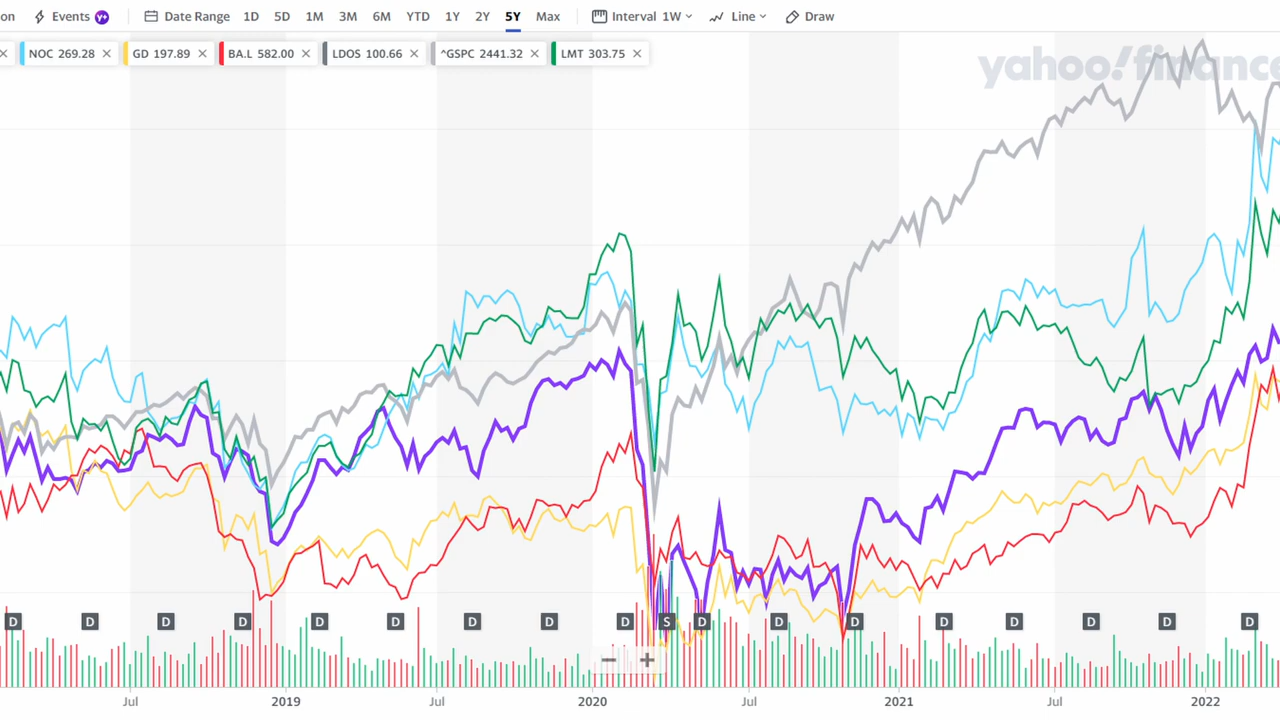 on Events Y+ Date Range 1D 5D 1M 3M 6M YTD 1Y 2Y 5Y Max Interval 1W Line Draw
NOC 269.28 GD 197.89 BA.L 582.00 LDOS 100.66 ^GSPC 2441.32 LMT 303.75
yahoo!finance
D D D D D D D D D S D D D D D D D D
Jul 2019 Jul 2020 Jul 2021 Jul 2022